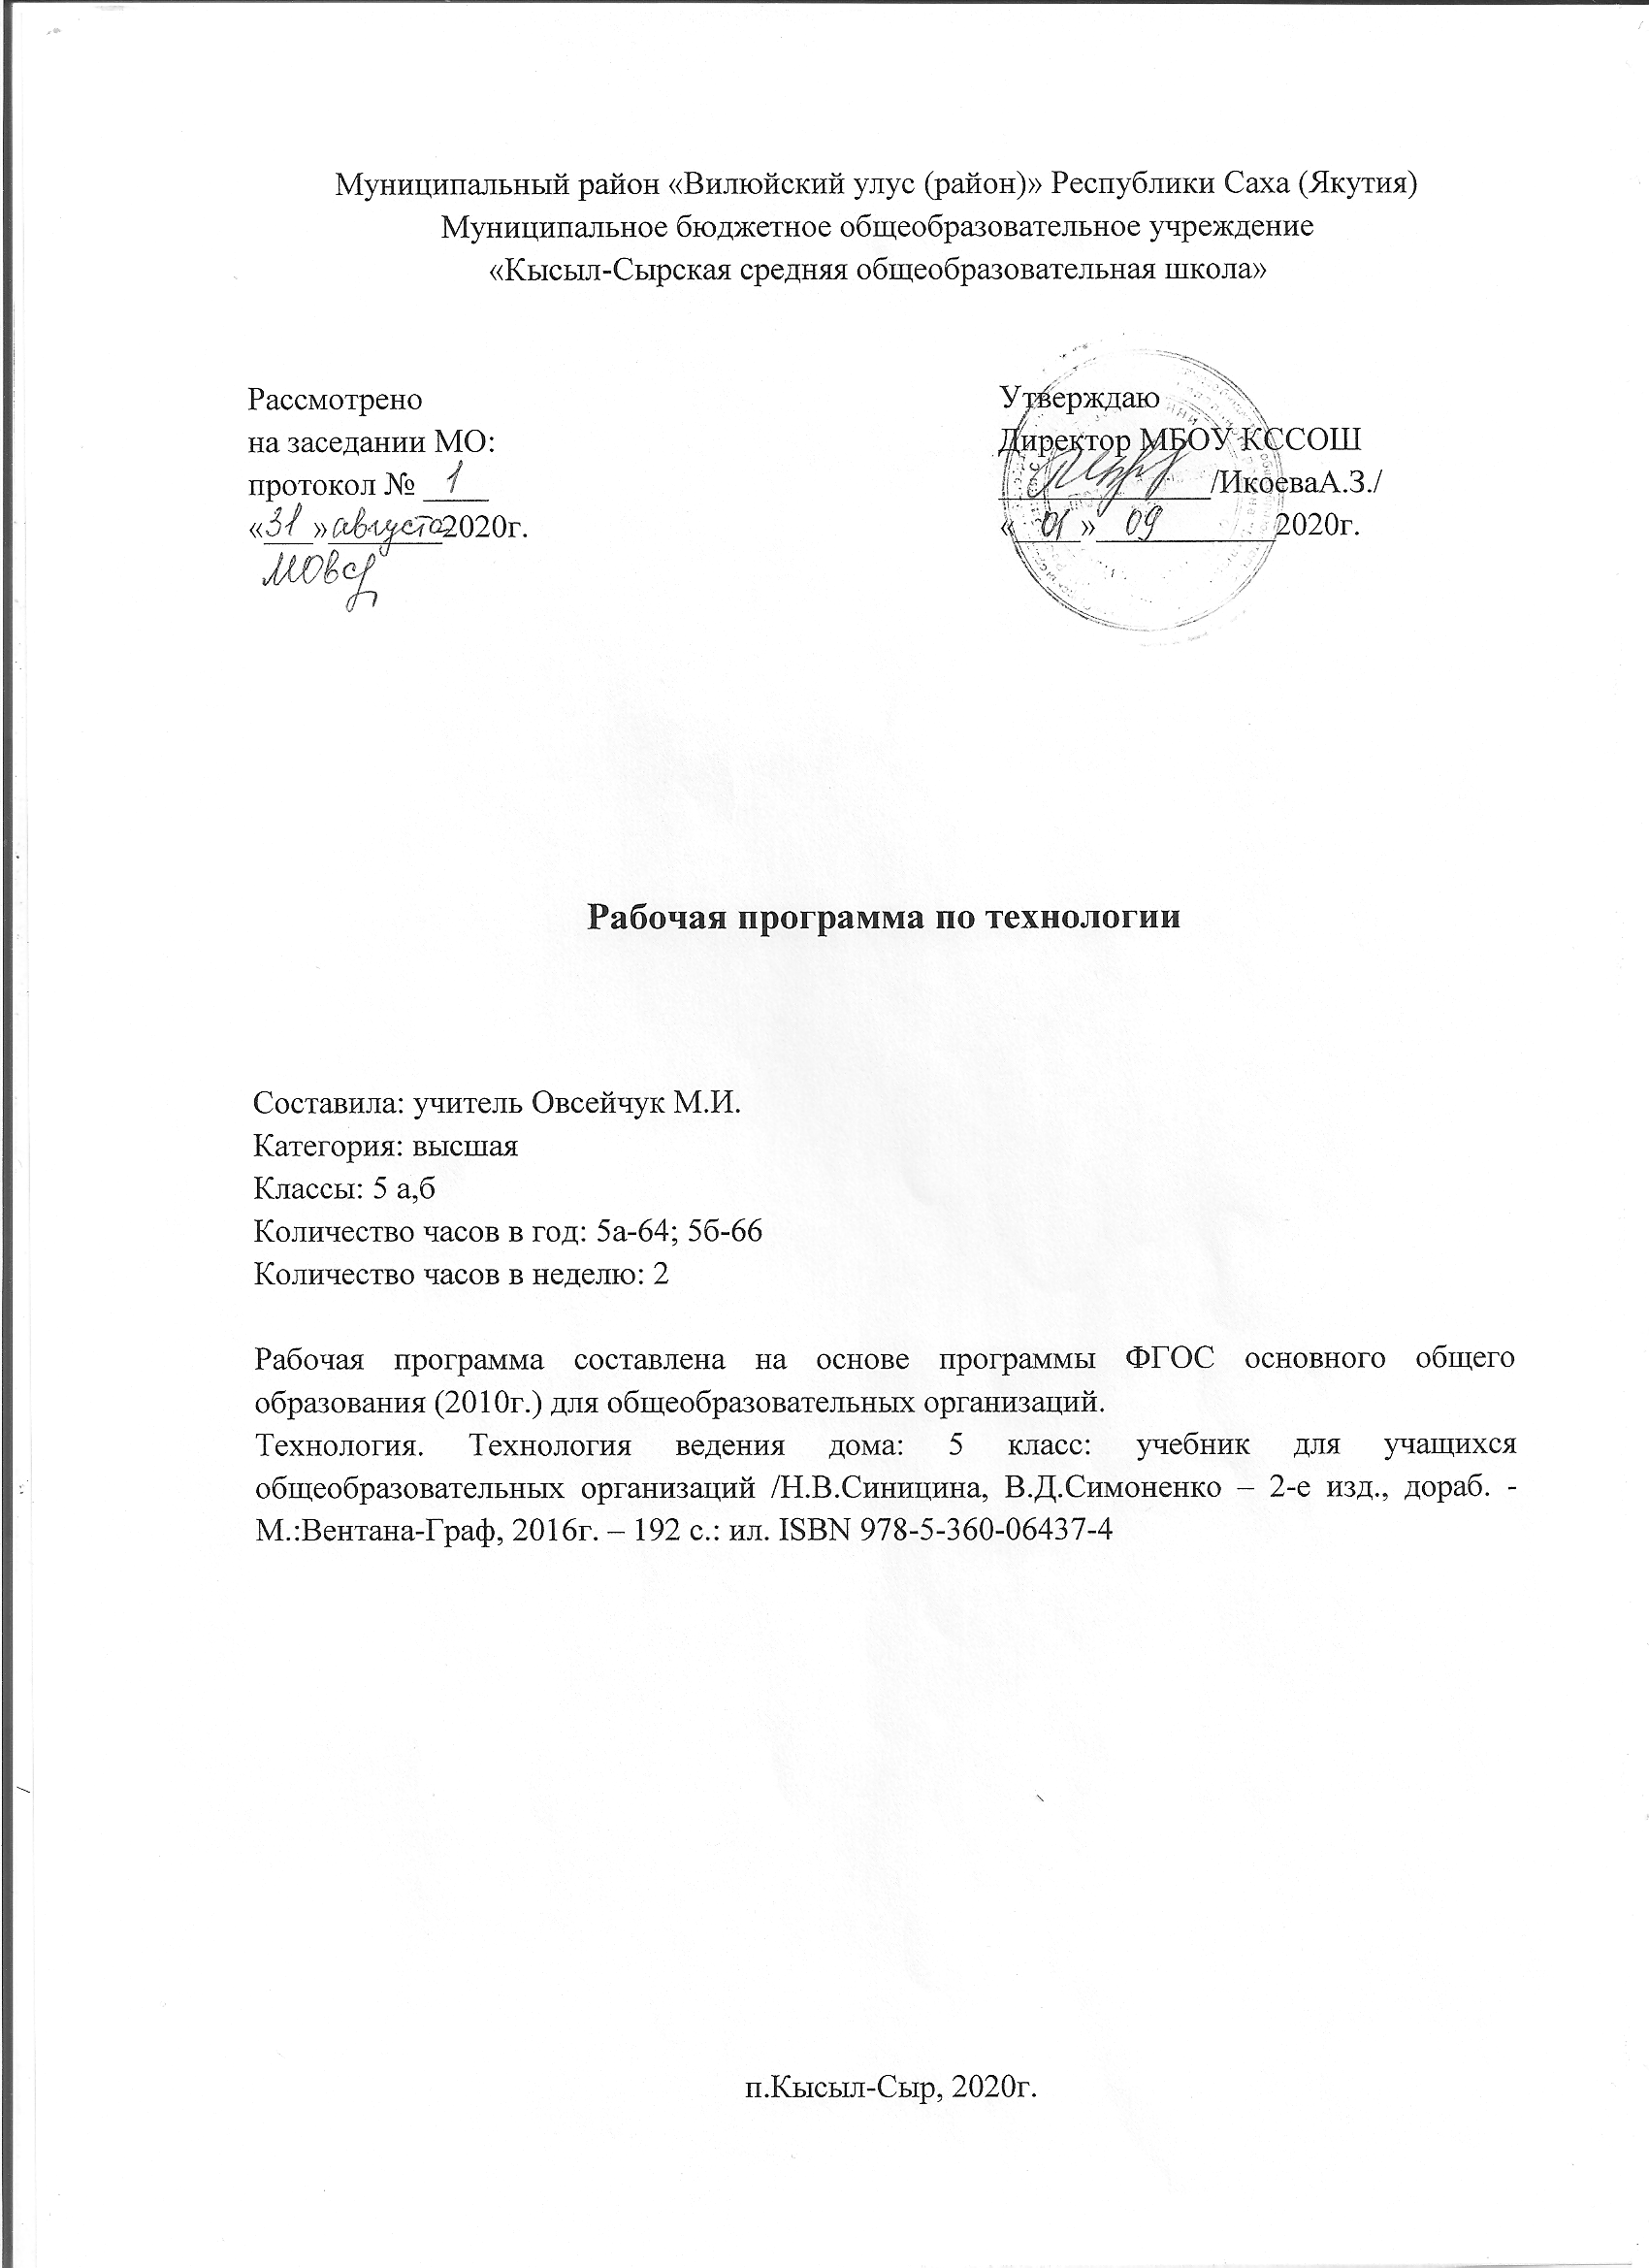 Муниципальный район «Вилюйский улус (район)» Республики Саха (Якутия)
Муниципальное бюджетное общеобразовательное учреждение
«Кысыл-Сырская средняя общеобразовательная школа»
Рассмотрено
на заседании МО:
протокол № 1
«31» августа 2020г.
МОвс
Утверждаю
Директор МБОУ КССОШ
/ИкоеваА.З./
«01» 09 2020г.
Рабочая программа по технологии
Составила: учитель Овсейчук М.И.
Категория: высшая
Классы: 5 а,б
Количество часов в год: 5а-64; 5б-66
Количество часов в неделю: 2
Рабочая программа составлена на основе программы ФГОС основного общего
образования (2010г.) для общеобразовательных организаций.
Технология. Технология ведения дома: 5 класс: учебник для учащихся
общеобразовательных организаций /Н.В.Синицина, В.Д.Симоненко – 2-е изд., дораб. -
М.:Вентана-Граф, 2016г. – 192 с.: ил. ISBN 978-5-360-06437-4
п.Кысыл-Сыр, 2020г.